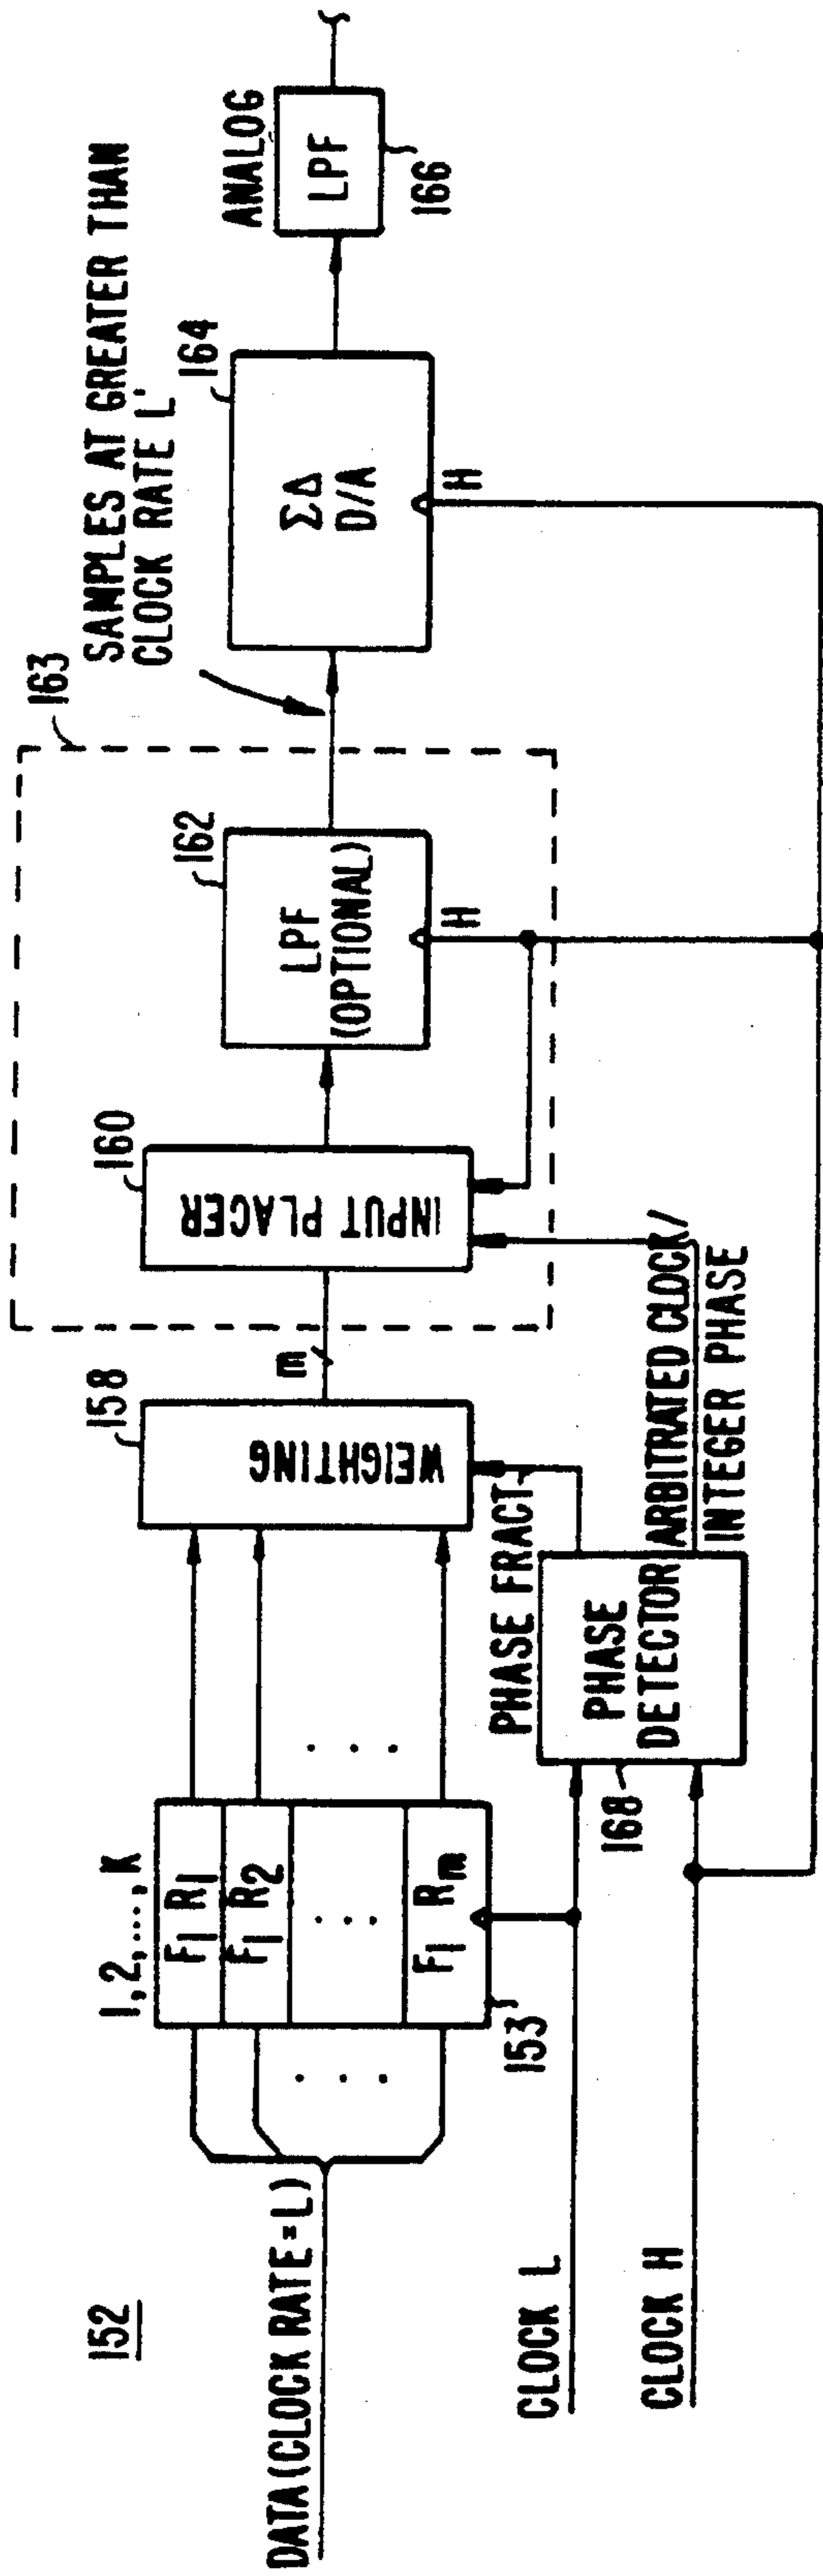 152
DATA (CLOCK RATE = L)
CLOCK L
CLOCK H
1, 2, ..., K
F₁ R₁
F₁ R₂
. . .
F₁ Rₘ
153
. . .
. . .
158
WEIGHTING
m
PHASE FRACT.
168
PHASE
DETECTOR
ARBITRATED CLOCK/
INTEGER PHASE
160
INPUT PLACER
162
LPF
(OPTIONAL)
H
163
SAMPLES AT GREATER THAN
CLOCK RATE L'
164
ΣΔ
D/A
H
ANALOG
LPF
166